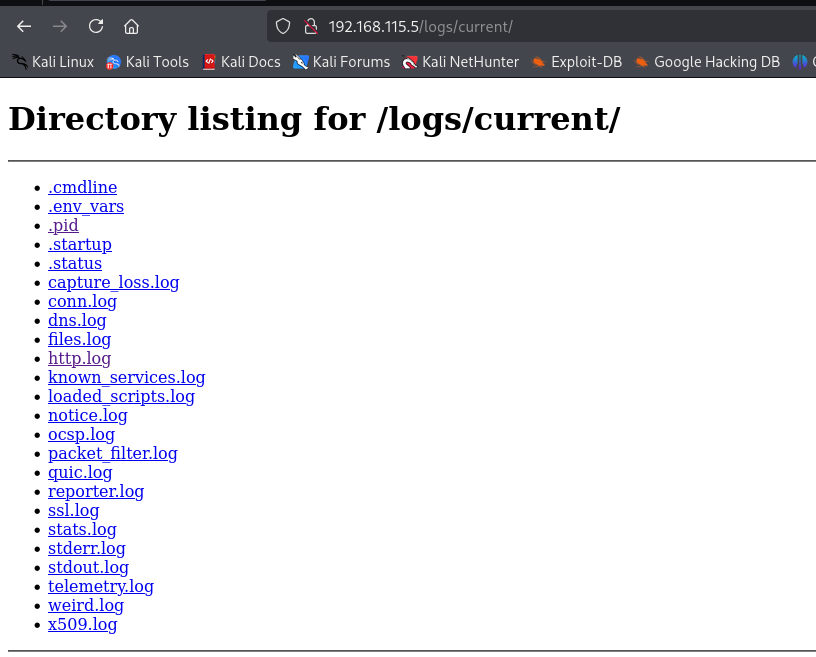 192.168.115.5/logs/current/
Kali Linux Kali Tools Kali Docs Kali Forums Kali NetHunter Exploit-DB Google Hacking DB
Directory listing for /logs/current/
.cmdline
.env_vars
.pid
.startup
.status
capture_loss.log
conn.log
dns.log
files.log
http.log
known_services.log
loaded_scripts.log
notice.log
ocsp.log
packet_filter.log
quic.log
reporter.log
ssl.log
stats.log
stderr.log
stdout.log
telemetry.log
weird.log
x509.log